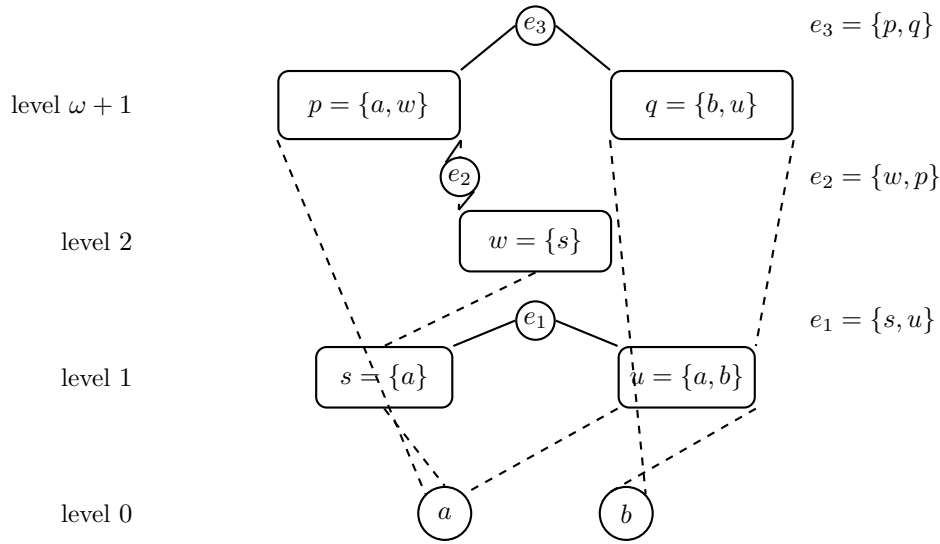 e₃
e₃ = {p, q}
level ω + 1
p = {a, w}
q = {b, u}
e₂
e₂ = {w, p}
level 2
w = {s}
e₁
e₁ = {s, u}
level 1
s = {a}
u = {a, b}
level 0
a
b